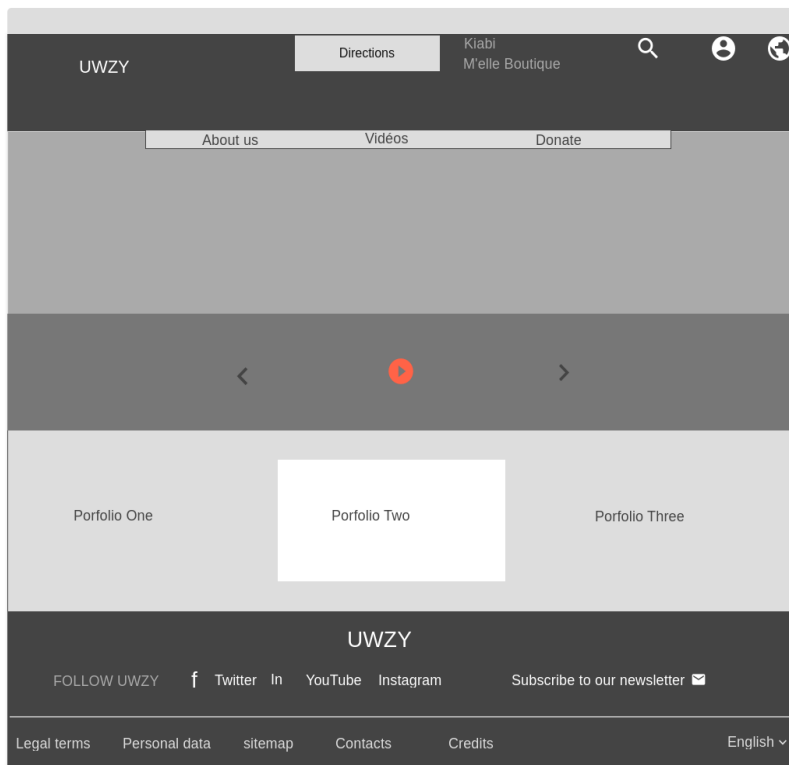 UWZY
Directions
Kiabi
M'elle Boutique
About us
Vidéos
Donate
Porfolio One
Porfolio Two
Porfolio Three
UWZY
FOLLOW UWZY f Twitter In YouTube Instagram Subscribe to our newsletter
Legal terms Personal data sitemap Contacts Credits English